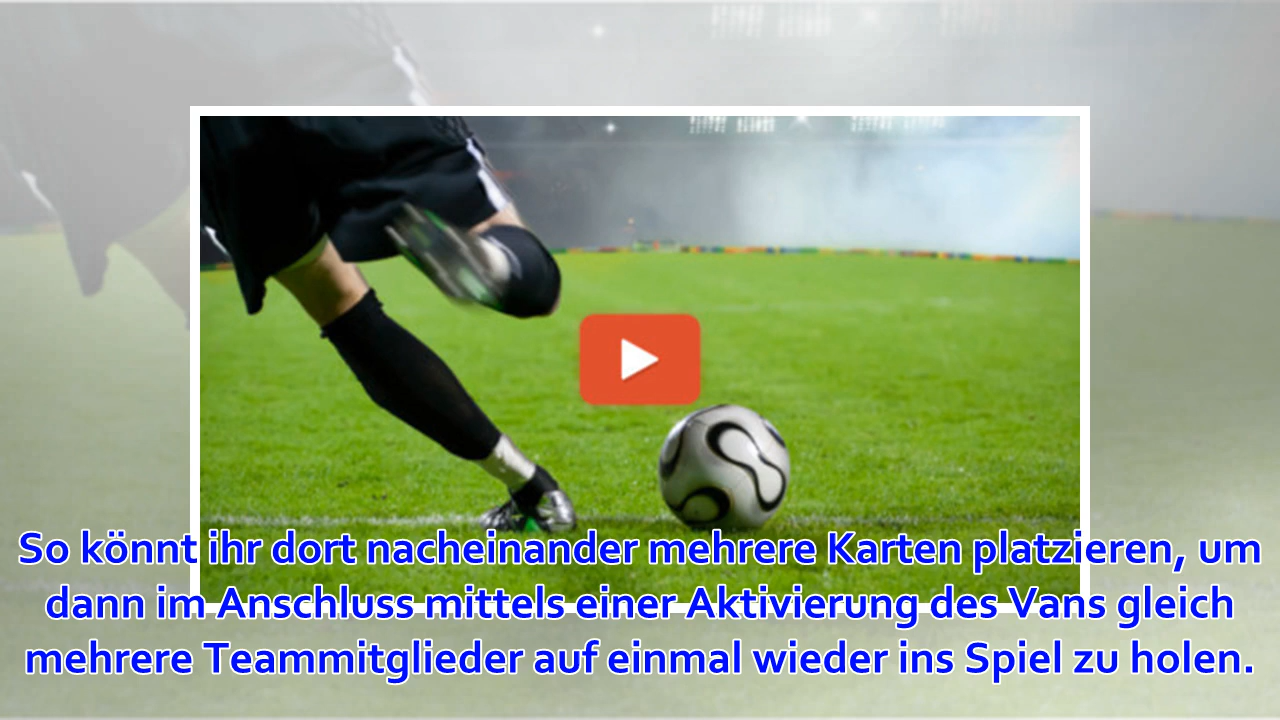 So könnt ihr dort nacheinander mehrere Karten platzieren, um
dann im Anschluss mittels einer Aktivierung des Vans gleich
mehrere Teammitglieder auf einmal wieder ins Spiel zu holen.